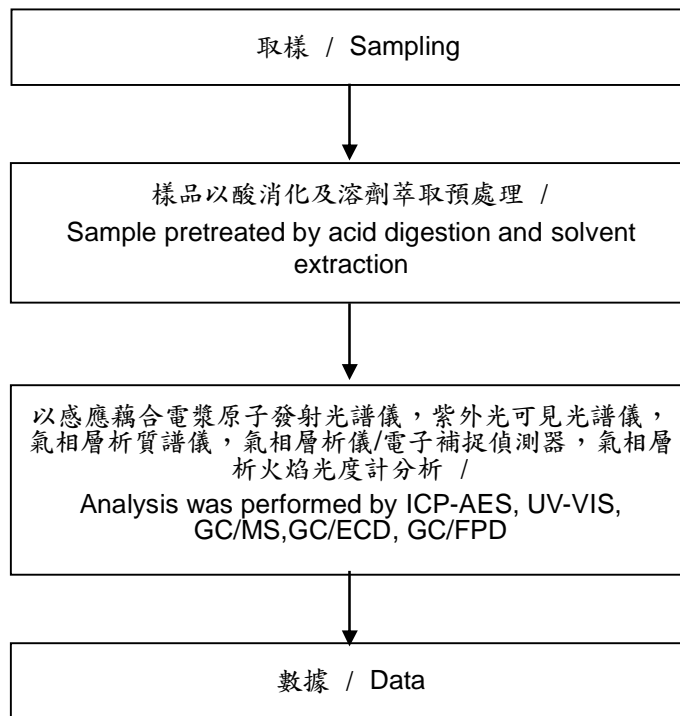 取樣 / Sampling
樣品以酸消化及溶劑萃取預處理 /
Sample pretreated by acid digestion and solvent
extraction
以感應藕合電漿原子發射光譜儀，紫外光可見光譜儀，
氣相層析質譜儀，氣相層析儀/電子補捉偵測器，氣相層
析火焰光度計分析 /
Analysis was performed by ICP-AES, UV-VIS,
GC/MS,GC/ECD, GC/FPD
數據 / Data